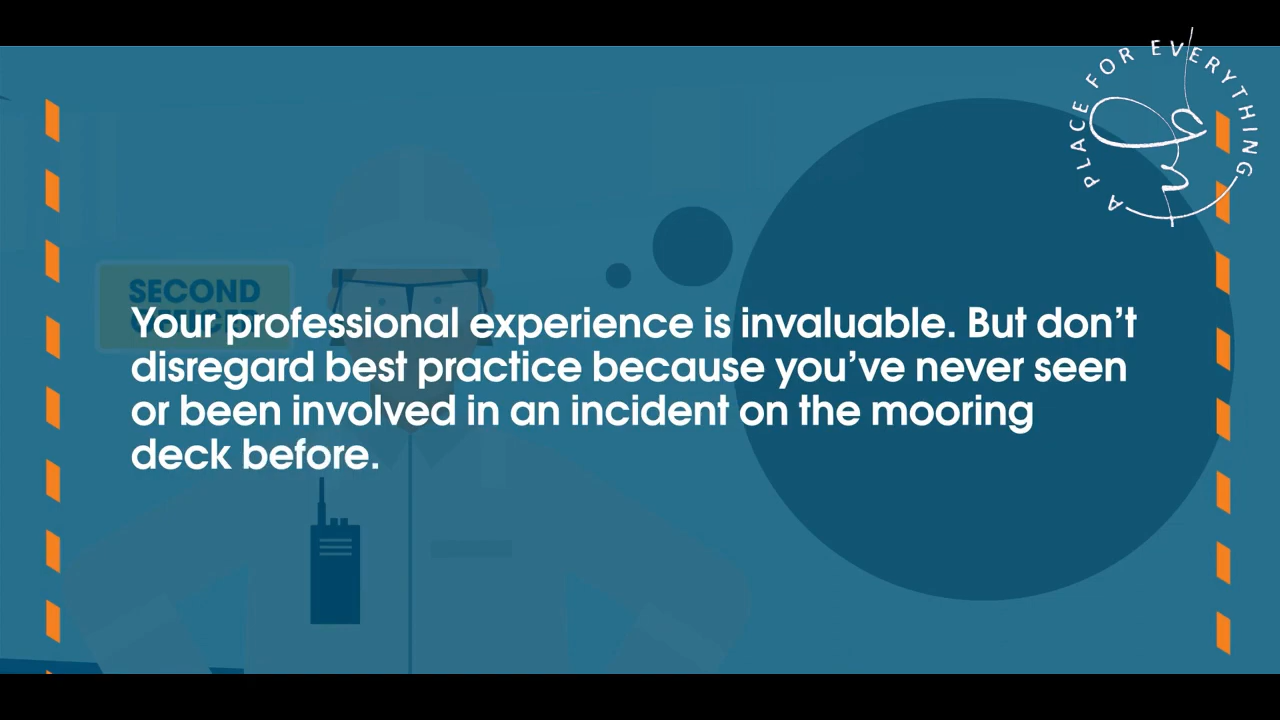 A PLACE FOR EVERYTHING
SECOND
Your professional experience is invaluable. But don't
disregard best practice because you've never seen
or been involved in an incident on the mooring
deck before.